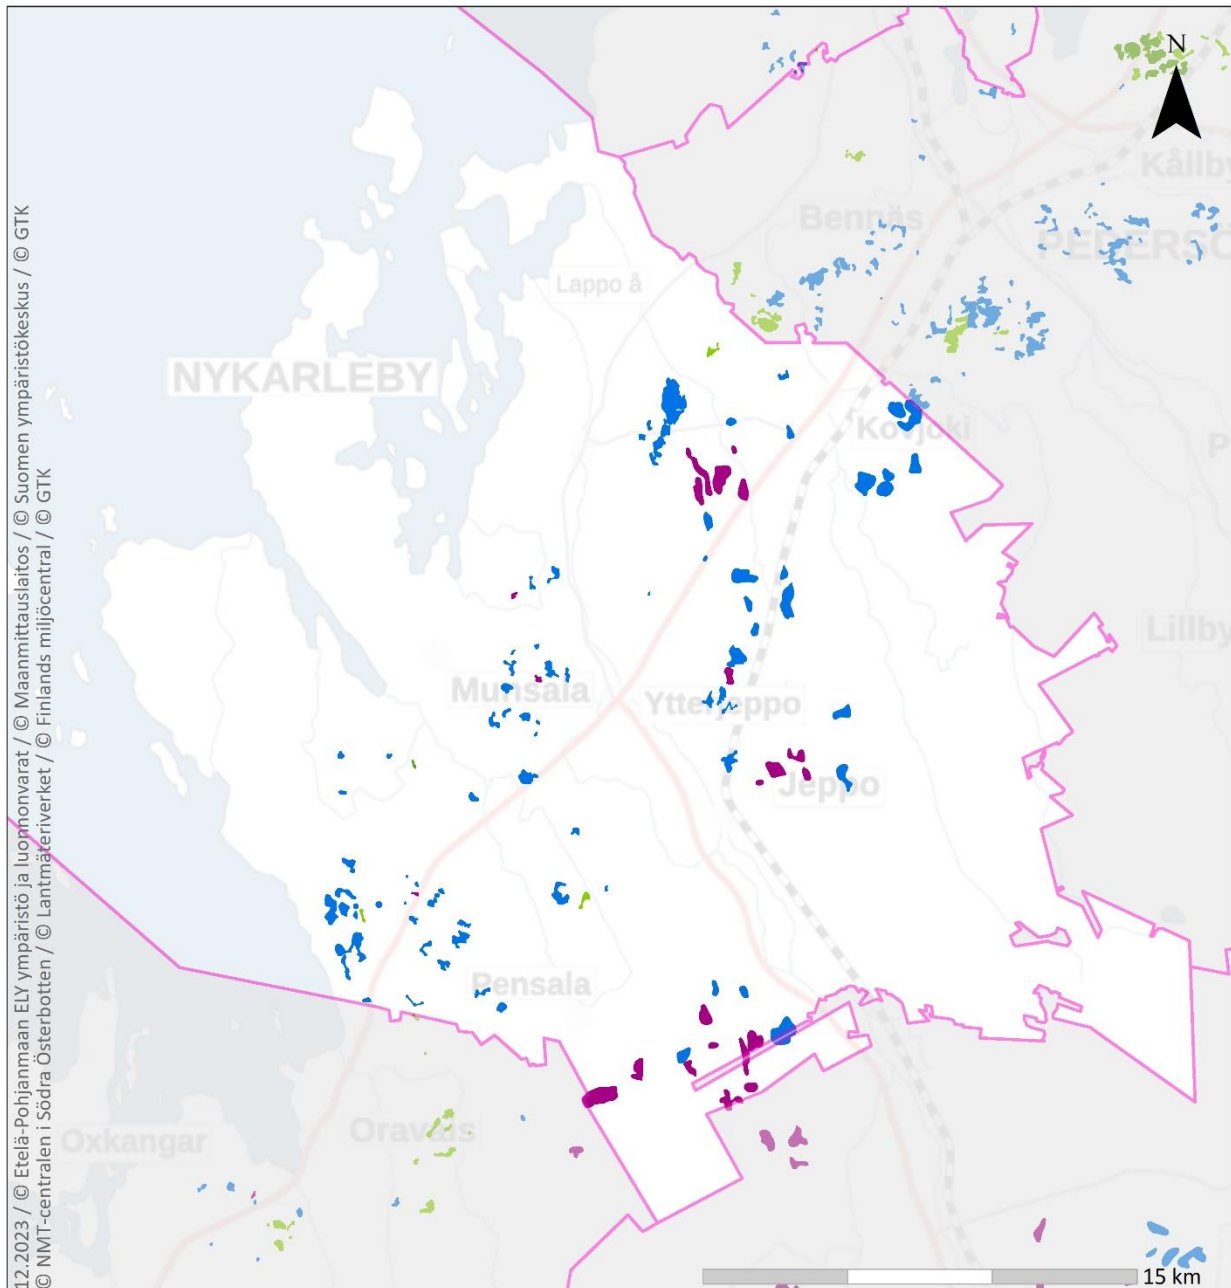 N
Kållby
Bennäs
PEDERSÖ
Lappo å
NYKARLEBY
Kovjoki
P
Lillby
Munsala
Ytterjeppo
Jeppo
Pensala
Oravais
Oxkangar
15 km
12.2023 / © Etelä-Pohjanmaan ELY ympäristö ja luonnonvarat / © Maanmittauslaitos / © Suomen ympäristökeskus / © GTK
© NMT-centralen i Södra Österbotten / © Lantmäteriverket / © Finlands miljöcentral / © GTK